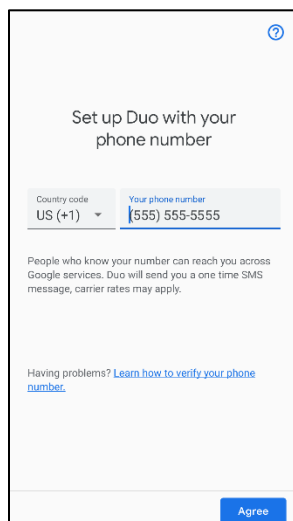 Set up Duo with your
phone number
Country code
US (+1)
Your phone number
(555) 555-5555
People who know your number can reach you across
Google services. Duo will send you a one time SMS
message, carrier rates may apply.
Having problems? Learn how to verify your phone
number.
Agree